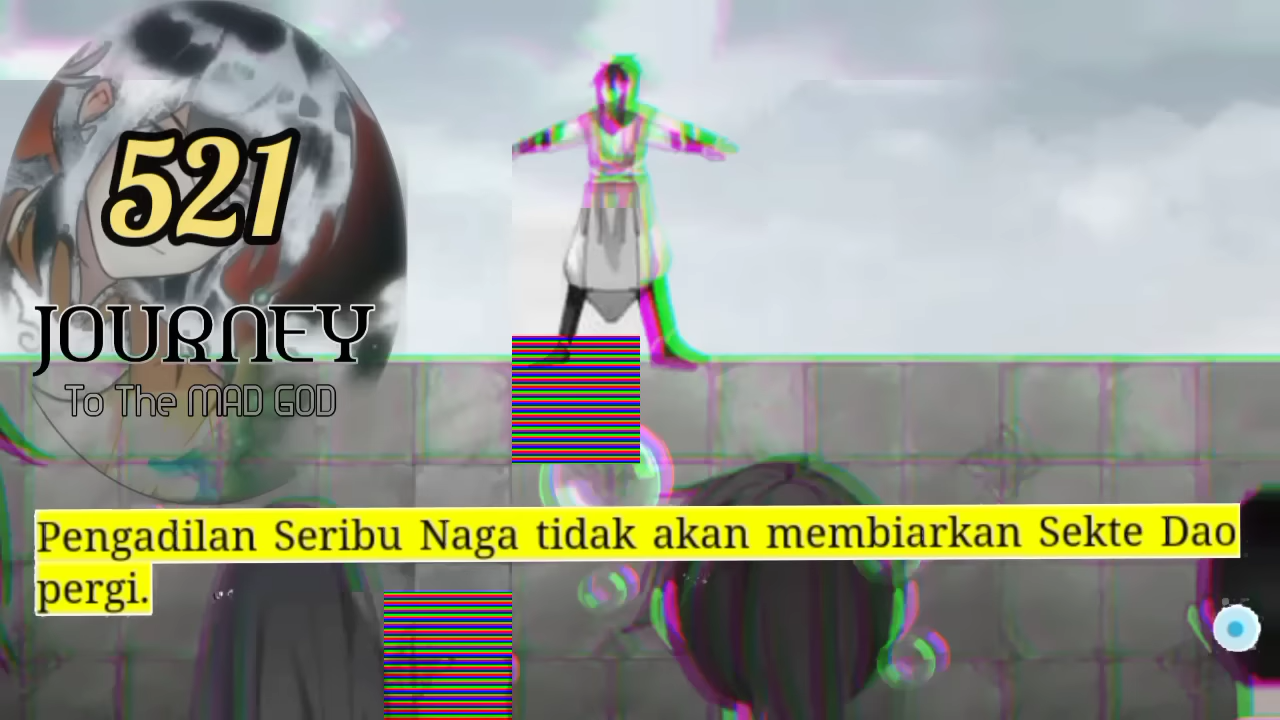 521
JOURNEY
To The MAD GOD
Pengadilan Seribu Naga tidak akan membiarkan Sekte Dao
pergi.